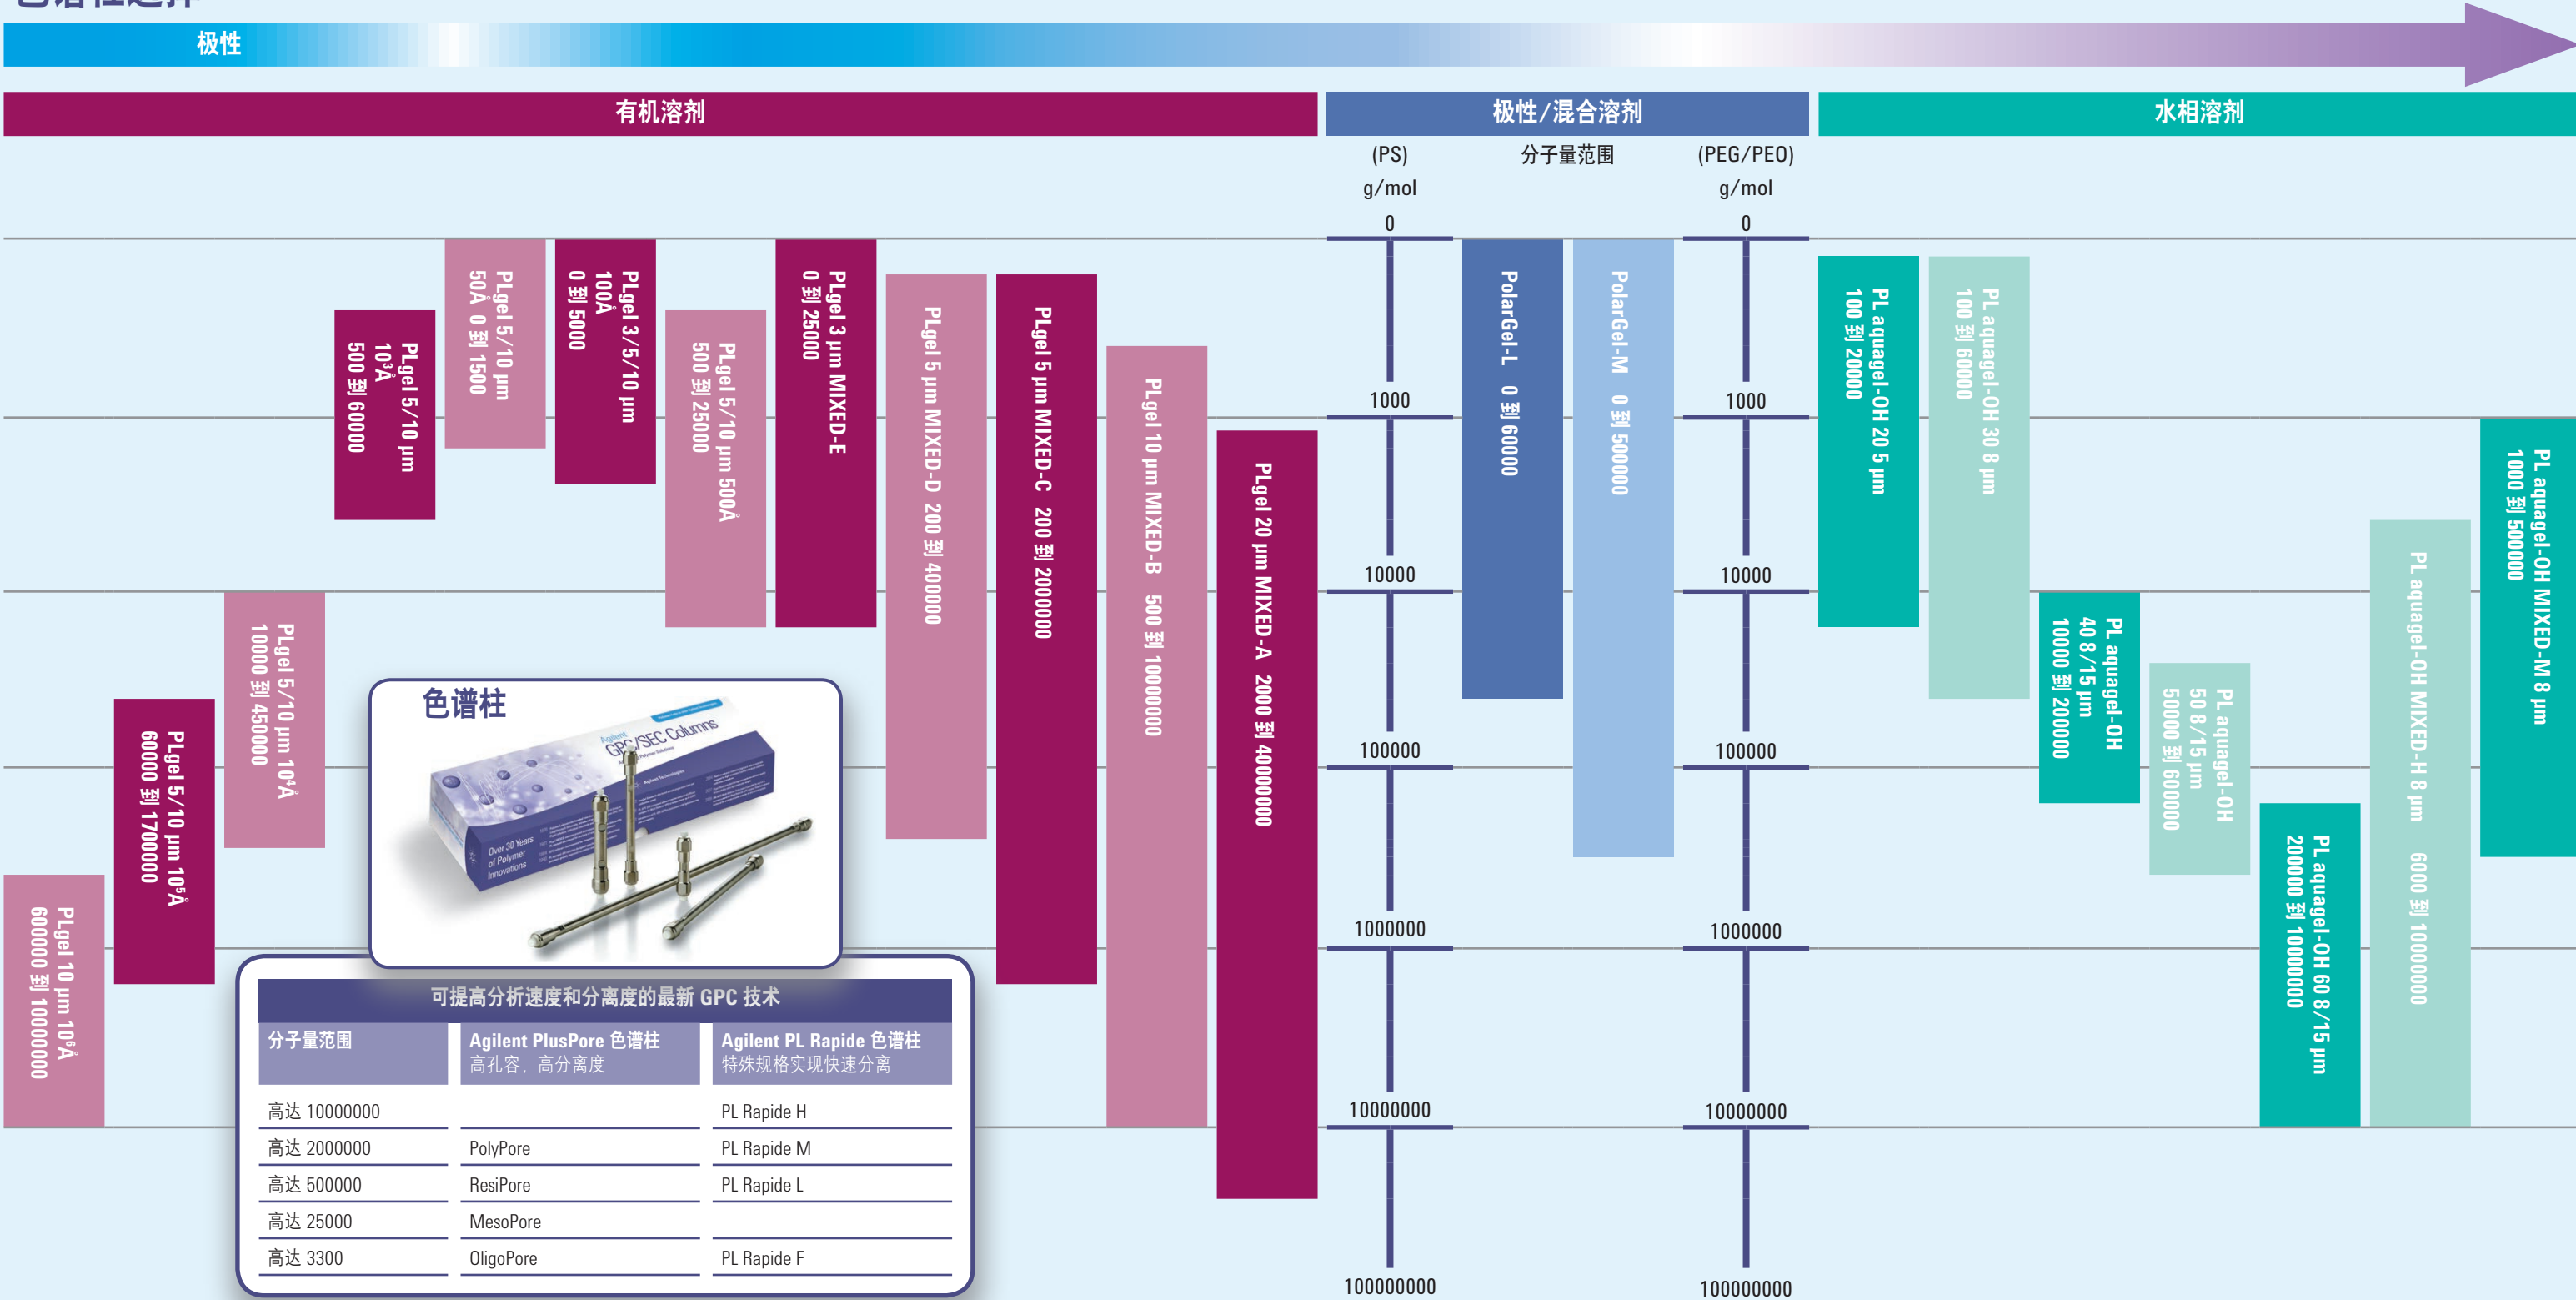 极性
有机溶剂
极性/混合溶剂
水相溶剂
(PS)
分子量范围
(PEG/PEO)
g/mol
g/mol
0
0
1000
1000
10000
10000
100000
100000
1000000
1000000
10000000
10000000
100000000
100000000
PLgel 10 µm 10⁶Å
600000 到 10000000
PLgel 5/10 µm 10⁵Å
60000 到 1700000
PLgel 5/10 µm 10⁴Å
10000 到 450000
PLgel 5/10 µm
10³Å
500 到 60000
PLgel 5/10 µm
50Å 0 到 1500
PLgel 3/5/10 µm
100Å
0 到 5000
PLgel 5/10 µm 500Å
500 到 25000
PLgel 3 µm MIXED-E
0 到 25000
PLgel 5 µm MIXED-D 200 到 400000
PLgel 5 µm MIXED-C 200 到 2000000
PLgel 10 µm MIXED-B 500 到 10000000
PLgel 20 µm MIXED-A 2000 到 40000000
PolarGel-L 0 到 60000
PolarGel-M 0 到 500000
PL aquagel-OH 20 5 µm
100 到 20000
PL aquagel-OH 30 8 µm
100 到 60000
PL aquagel-OH
40 8/15 µm
10000 到 200000
PL aquagel-OH
50 8/15 µm
50000 到 600000
PL aquagel-OH 60 8/15 µm
200000 到 10000000
PL aquagel-OH MIXED-H 8 µm 6000 到 10000000
PL aquagel-OH MIXED-M 8 µm
1000 到 500000
色谱柱
Agilent
GPC/SEC Columns
Agilent Technologies
Over 30 Years
of Polymer
Innovations
可提高分析速度和分离度的最新 GPC 技术
分子量范围
Agilent PlusPore 色谱柱
高孔容，高分离度
Agilent PL Rapide 色谱柱
特殊规格实现快速分离
高达 10000000
PL Rapide H
高达 2000000
PolyPore
PL Rapide M
高达 500000
ResiPore
PL Rapide L
高达 25000
MesoPore
高达 3300
OligoPore
PL Rapide F